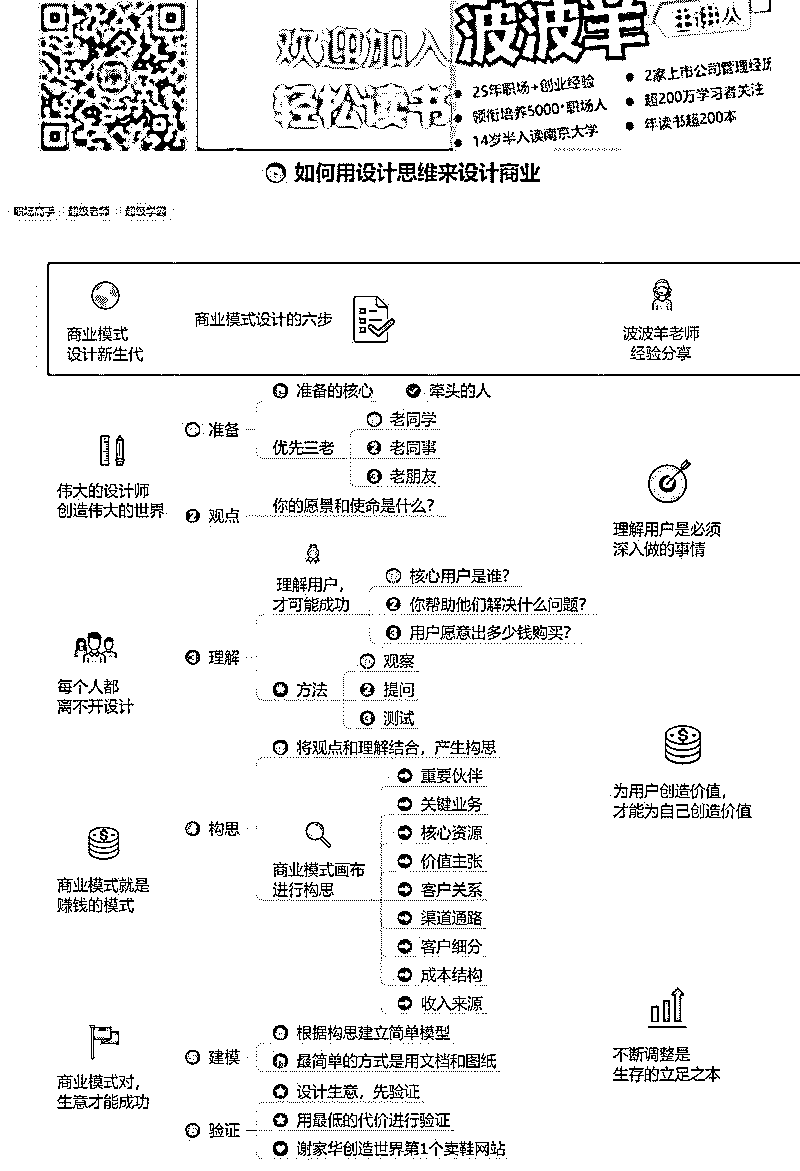 欢迎加入
轻松读书
波波羊
普通人
25年职场+创业经验
领衔培养5000+职场人
14岁半入读南京大学
2家上市公司管理经历
超200万学习者关注
年读书超200本
如何用设计思维来设计商业
商业模式
设计新生代
商业模式设计的六步
波波羊老师
经验分享
伟大的设计师
创造伟大的世界
每个人都
离不开设计
商业模式就是
赚钱的模式
商业模式对，
生意才能成功
准备
准备的核心
牵头的人
优先三老
老同学
2 老同事
3 老朋友
2 观点
你的愿景和使命是什么？
3 理解
理解用户，
才可能成功
核心用户是谁？
2 你帮助他们解决什么问题？
3 用户愿意出多少钱购买？
方法
观察
2 提问
3 测试
构思
将观点和理解结合，产生构思
商业模式画布
进行构思
重要伙伴
关键业务
核心资源
价值主张
客户关系
渠道通路
客户细分
成本结构
收入来源
建模
根据构思建立简单模型
最简单的方式是用文档和图纸
验证
设计生意，先验证
用最低的代价进行验证
谢家华创造世界第1个卖鞋网站
理解用户是必须
深入做的事情
为用户创造价值，
才能为自己创造价值
不断调整是
生存的立足之本